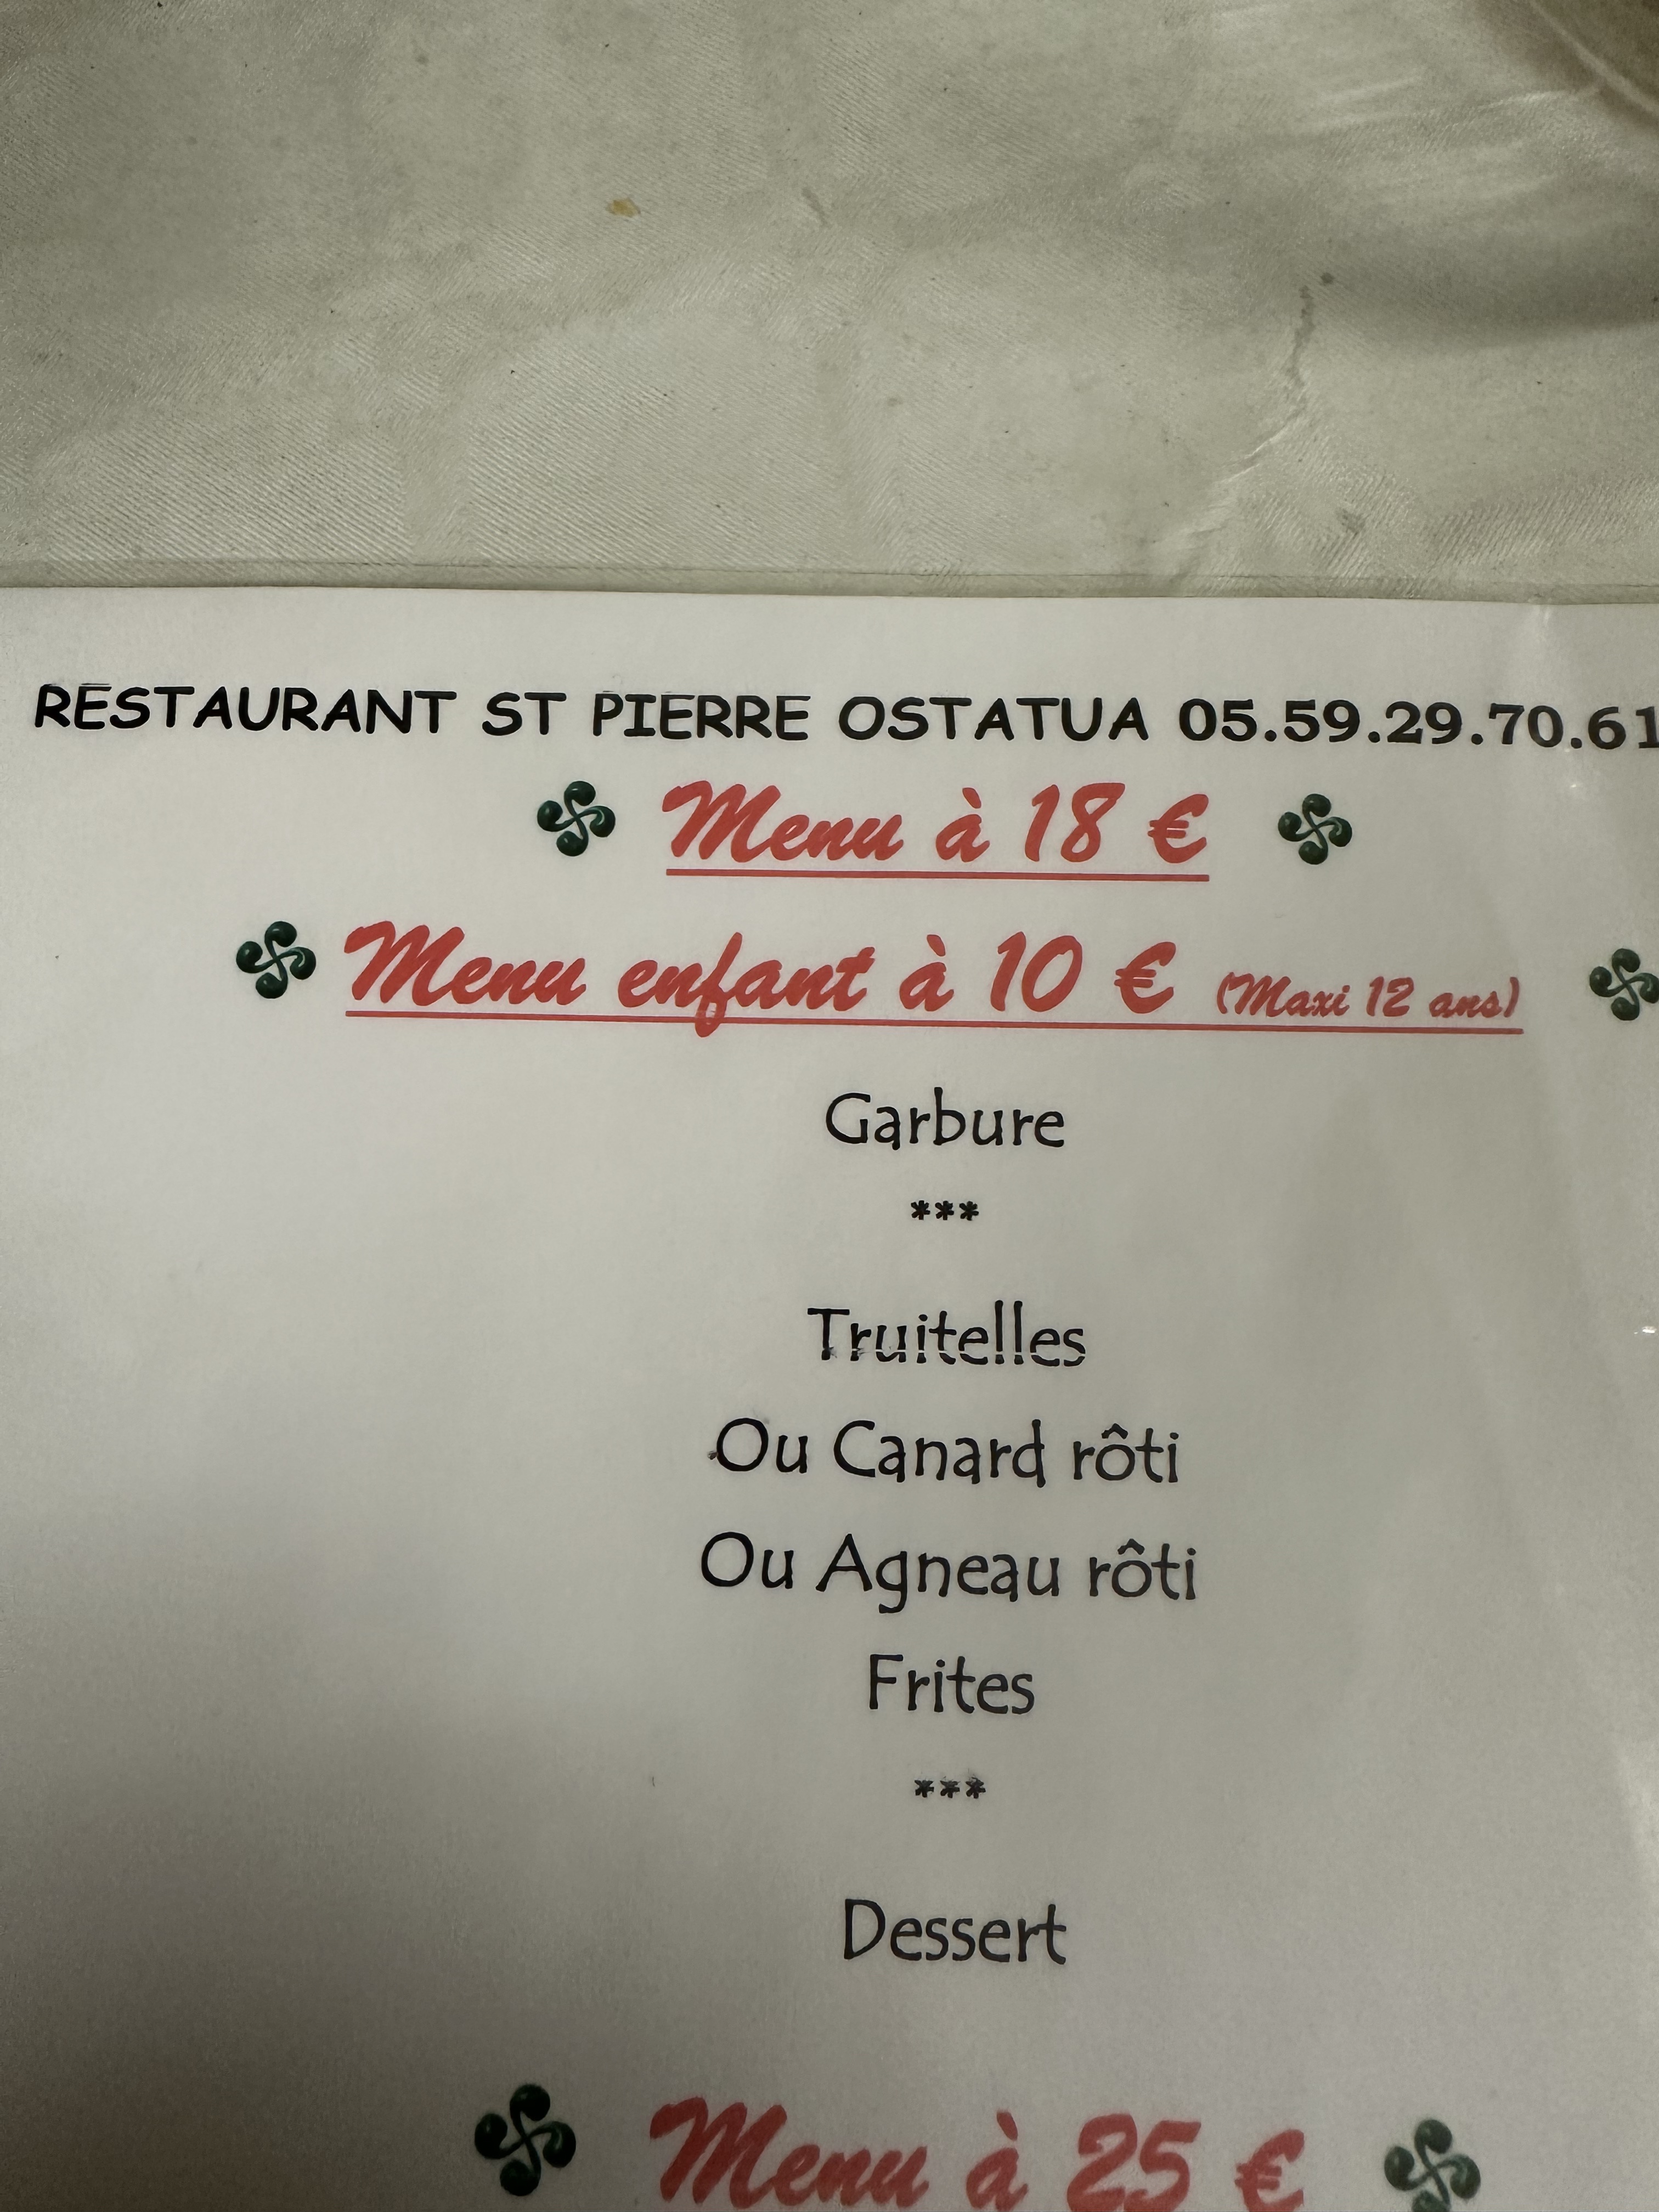 RESTAURANT ST PIERRE OSTATUA 05.59.29.70.61
Menu à 18 €
Menu enfant à 10 € (Maxi 12 ans)
Garbure
***
Truitelles
Ou Canard rôti
Ou Agneau rôti
Frites
***
Dessert
Menu à 25 €